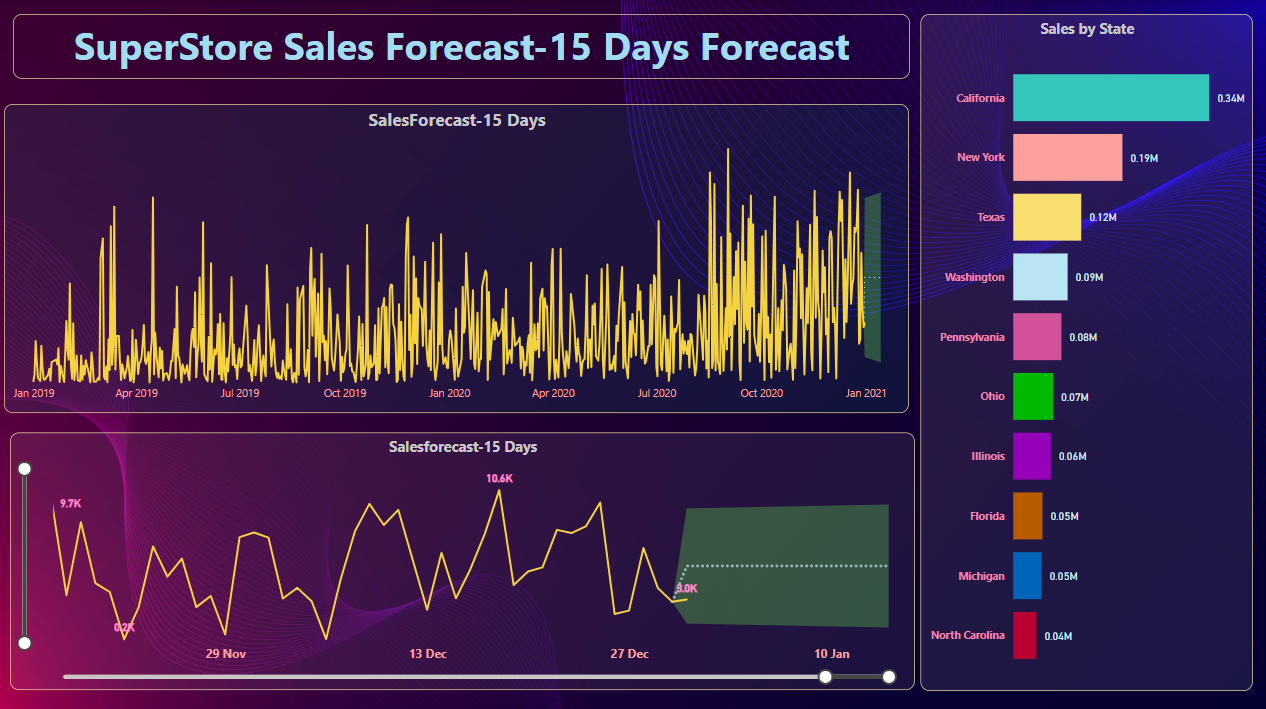 SuperStore Sales Forecast-15 Days Forecast
SalesForecast-15 Days
Jan 2019 Apr 2019 Jul 2019 Oct 2019 Jan 2020 Apr 2020 Jul 2020 Oct 2020 Jan 2021
Salesforecast-15 Days
9.7K
10.6K
0.2K
3.0K
29 Nov 13 Dec 27 Dec 10 Jan
Sales by State
California 0.34M
New York 0.19M
Texas 0.12M
Washington 0.09M
Pennsylvania 0.08M
Ohio 0.07M
Illinois 0.06M
Florida 0.05M
Michigan 0.05M
North Carolina 0.04M